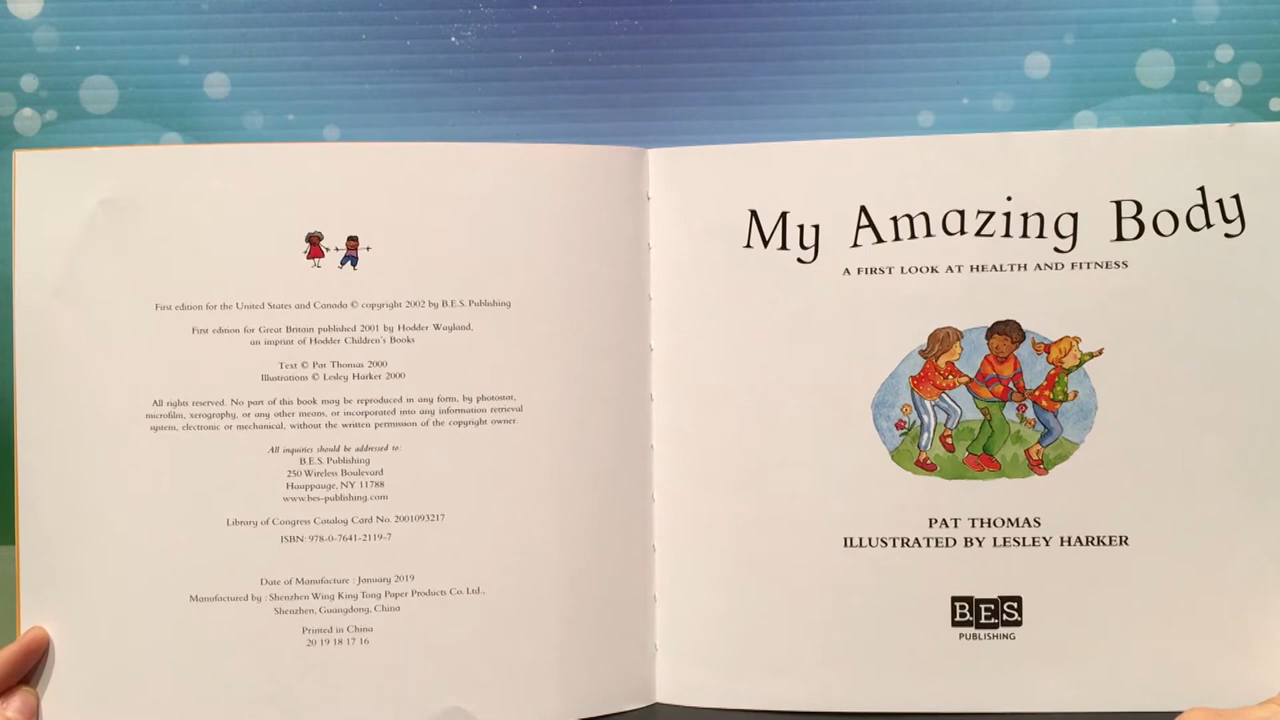 First edition for the United States and Canada © copyright 2002 by B.E.S. Publishing
First edition for Great Britain published 2001 by Hodder Wayland,
an imprint of Hodder Children's Books
Text © Pat Thomas 2000
Illustrations © Lesley Harker 2000
All rights reserved. No part of this book may be reproduced in any form, by photostat,
microfilm, xerography, or any other means, or incorporated into any information retrieval
system, electronic or mechanical, without the written permission of the copyright owner.
All inquiries should be addressed to:
B.E.S. Publishing
250 Wireless Boulevard
Hauppauge, NY 11788
www.bes-publishing.com
Library of Congress Catalog Card No. 2001093217
ISBN: 978-0-7641-2119-7
Date of Manufacture : January 2019
Manufactured by : Shenzhen Wing King Tong Paper Products Co. Ltd.,
Shenzhen, Guangdong, China
Printed in China
20 19 18 17 16
My Amazing Body
A FIRST LOOK AT HEALTH AND FITNESS
PAT THOMAS
ILLUSTRATED BY LESLEY HARKER
B.E.S.
PUBLISHING